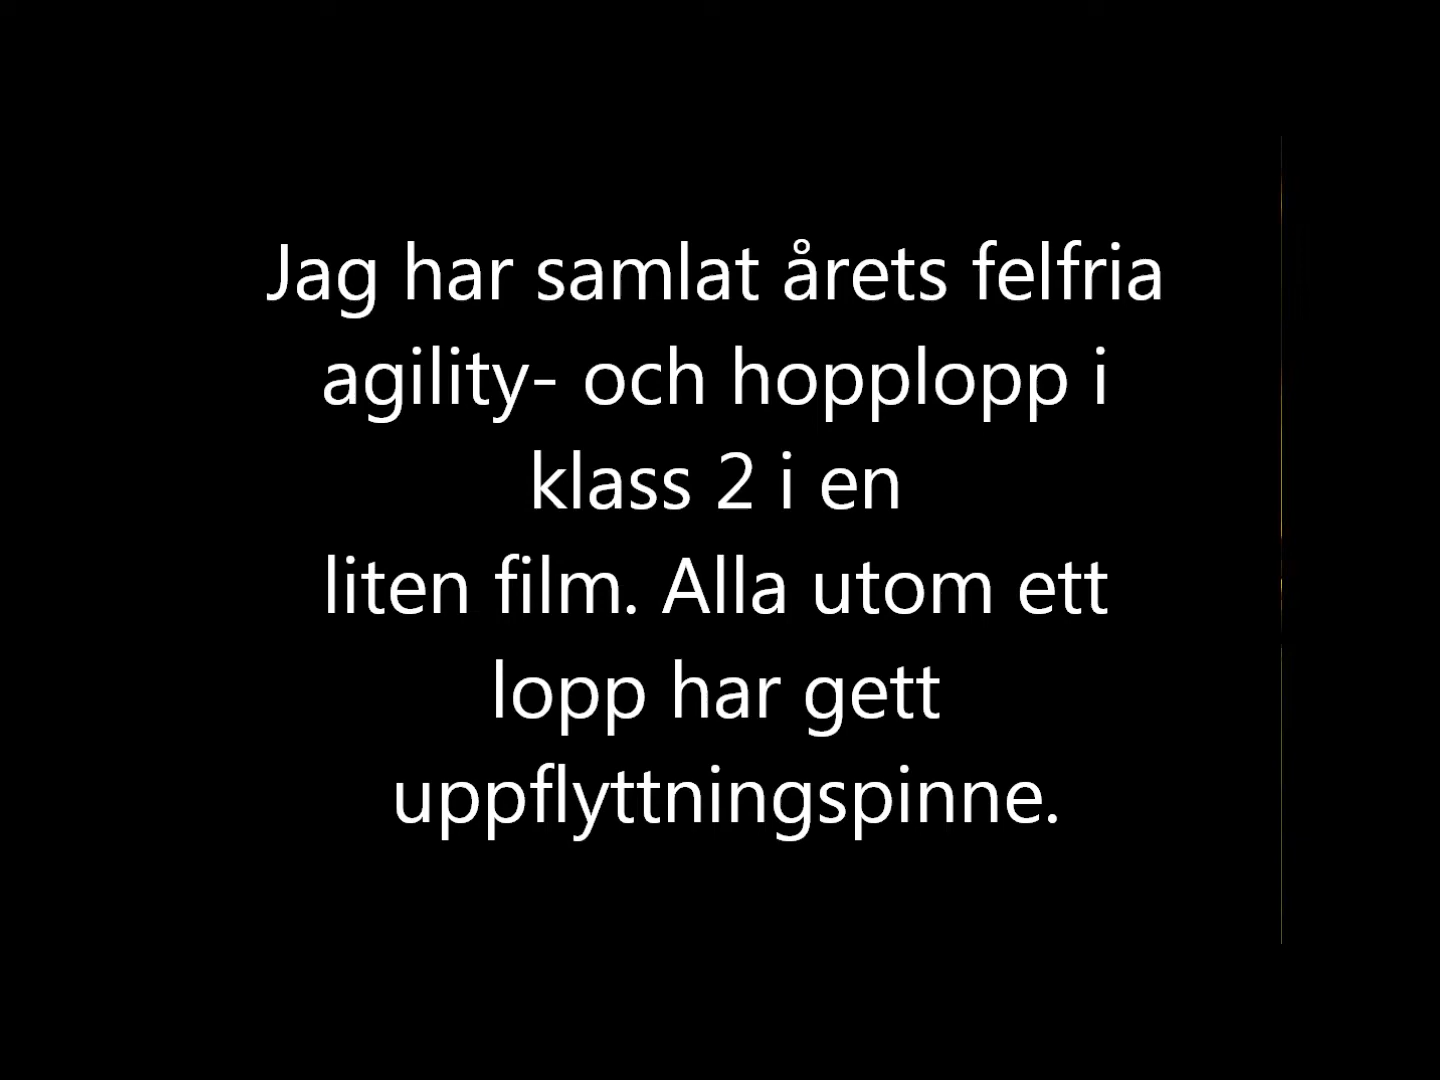 Jag har samlat årets felfria
agility- och hopplopp i
klass 2 i en
liten film. Alla utom ett
lopp har gett
uppflyttningspinne.